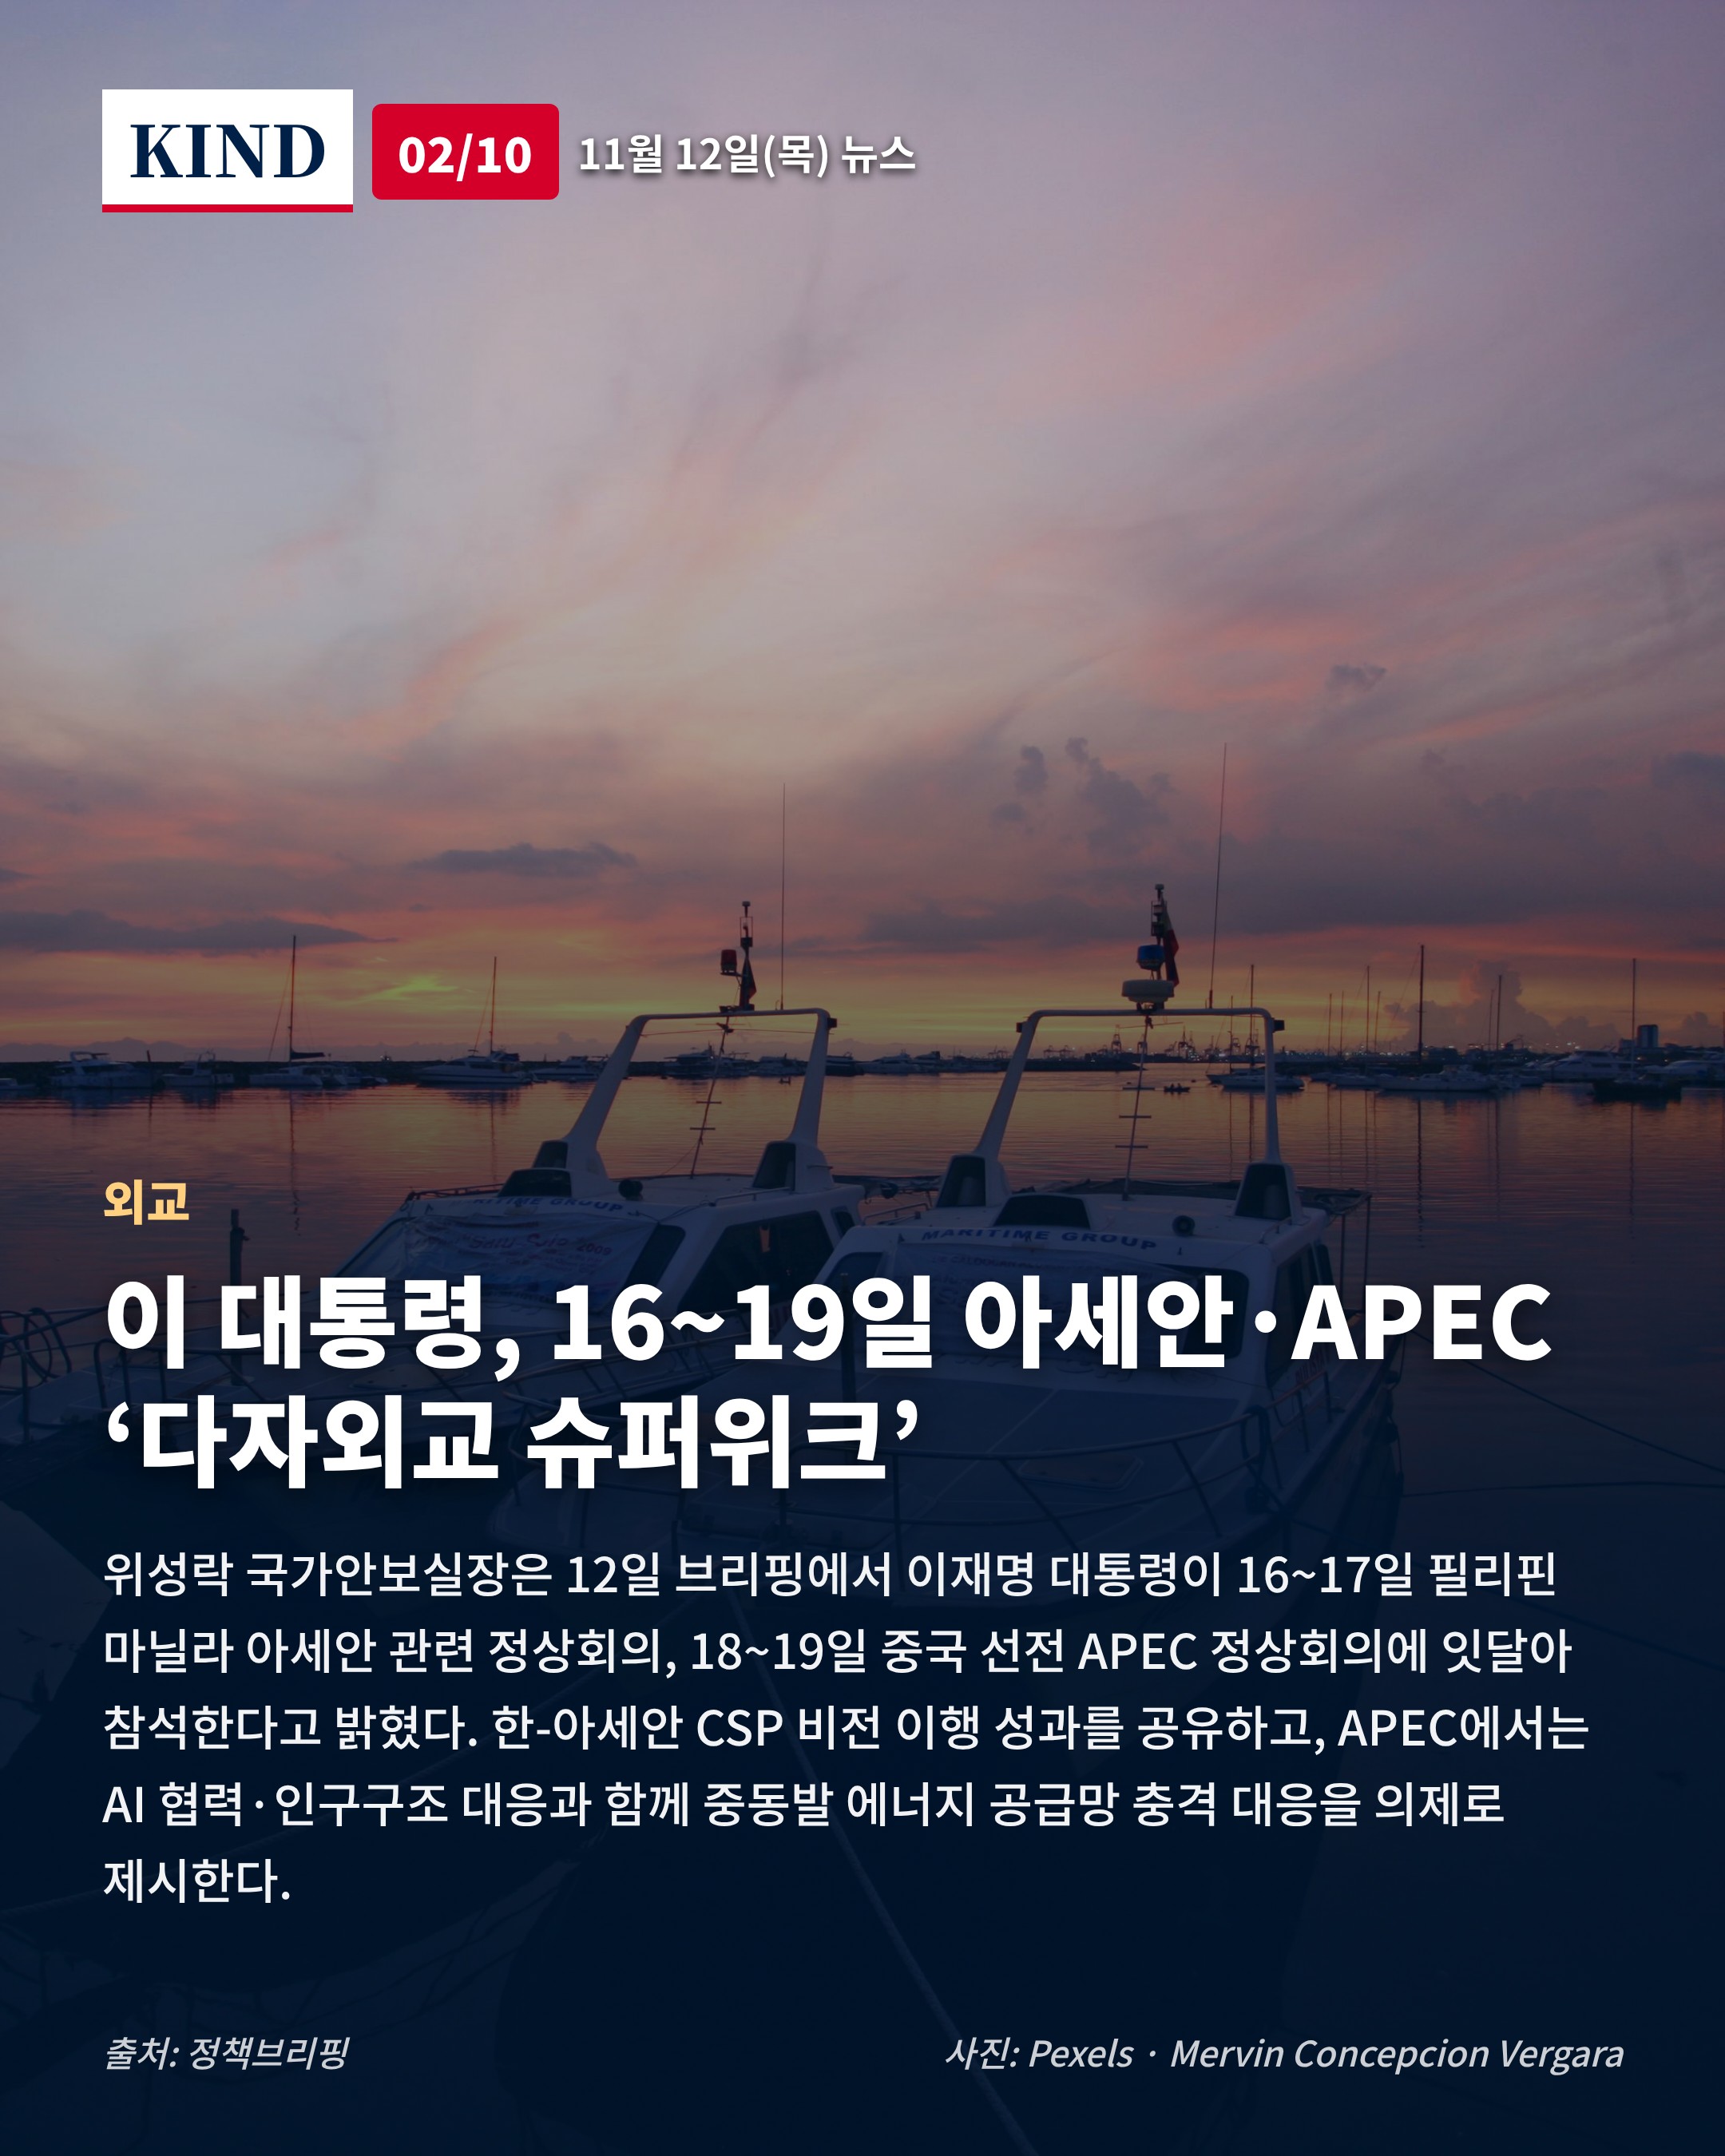 KIND
02/10
11월 12일(목) 뉴스
MARITIME GROUP
외교
이 대통령, 16~19일 아세안·APEC
‘다자외교 슈퍼위크’
위성락 국가안보실장은 12일 브리핑에서 이재명 대통령이 16~17일 필리핀
마닐라 아세안 관련 정상회의, 18~19일 중국 선전 APEC 정상회의에 잇달아
참석한다고 밝혔다. 한-아세안 CSP 비전 이행 성과를 공유하고, APEC에서는
AI 협력·인구구조 대응과 함께 중동발 에너지 공급망 충격 대응을 의제로
제시한다.
출처: 정책브리핑
사진: Pexels · Mervin Concepcion Vergara